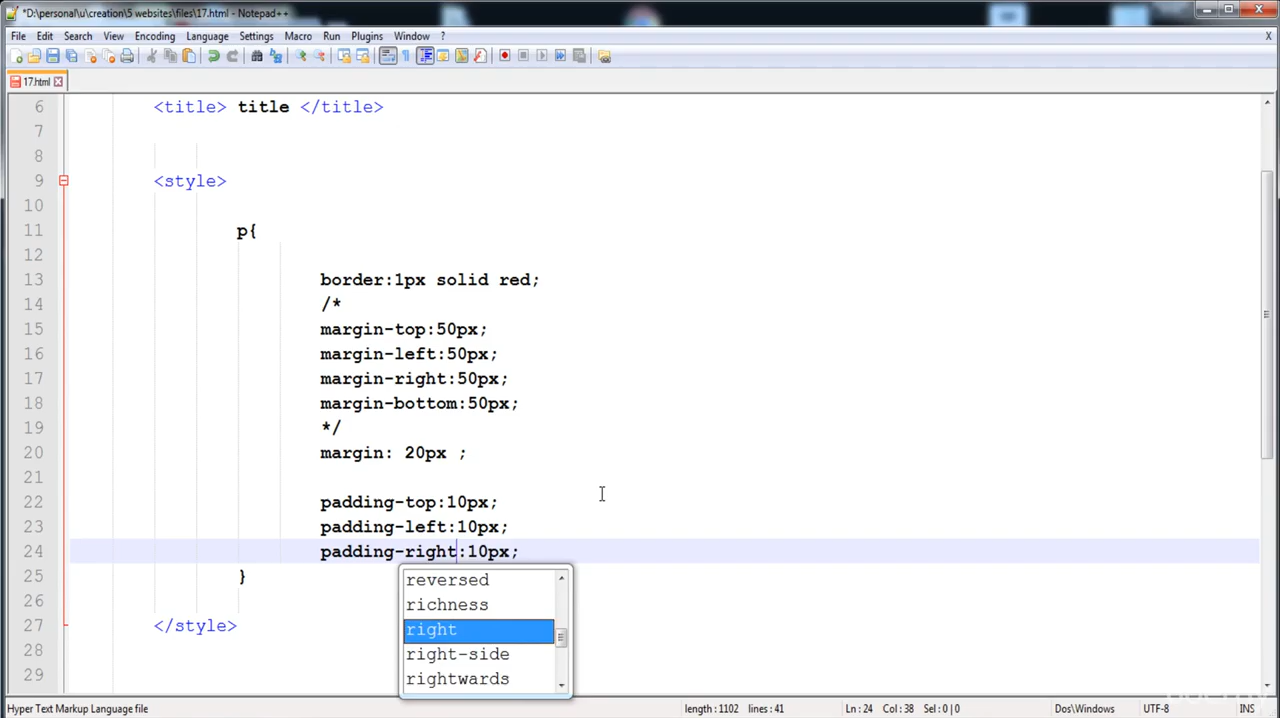 *D:\personal\u\creation\5 websites\files\17.html - Notepad++
File Edit Search View Encoding Language Settings Macro Run Plugins Window ? X
17.html
6 <title> title </title>
7
8
9 <style>
10
11 p{
12
13 border:1px solid red;
14 /*
15 margin-top:50px;
16 margin-left:50px;
17 margin-right:50px;
18 margin-bottom:50px;
19 */
20 margin: 20px ;
21
22 padding-top:10px;
23 padding-left:10px;
24 padding-right:10px;
25 }
26
27 </style>
28
29
reversed
richness
right
right-side
rightwards
Hyper Text Markup Language file length : 1102 lines : 41 Ln : 24 Col : 38 Sel : 0 | 0 Dos\Windows UTF-8 INS